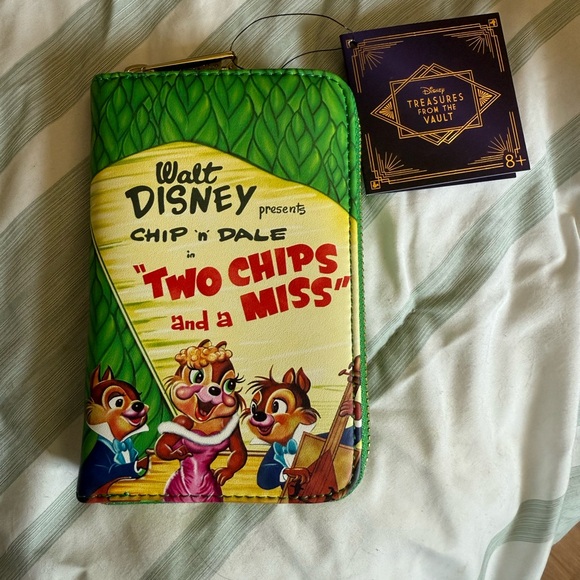 Walt
DISNEY presents
CHIP 'n' DALE
in
"TWO CHIPS
and a MISS"
Disney
TREASURES
FROM THE
VAULT
8+